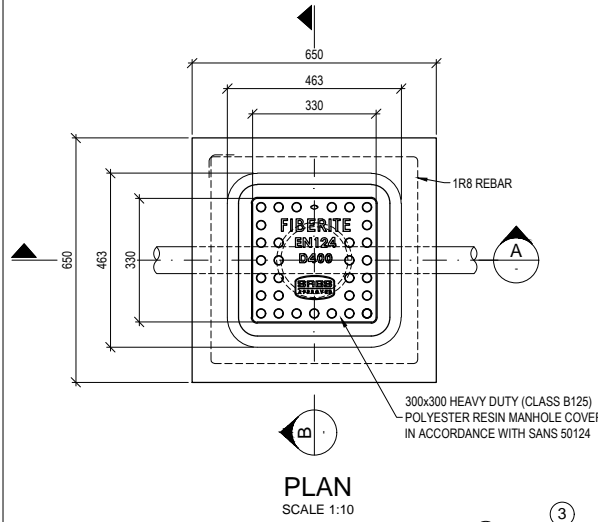 650
463
330
1R8 REBAR
FIBERITE
EN124
D400
SABS
650
463
330
A
-
300x300 HEAVY DUTY (CLASS B125)
POLYESTER RESIN MANHOLE COVER
IN ACCORDANCE WITH SANS 50124
B
-
PLAN
SCALE 1:10
3